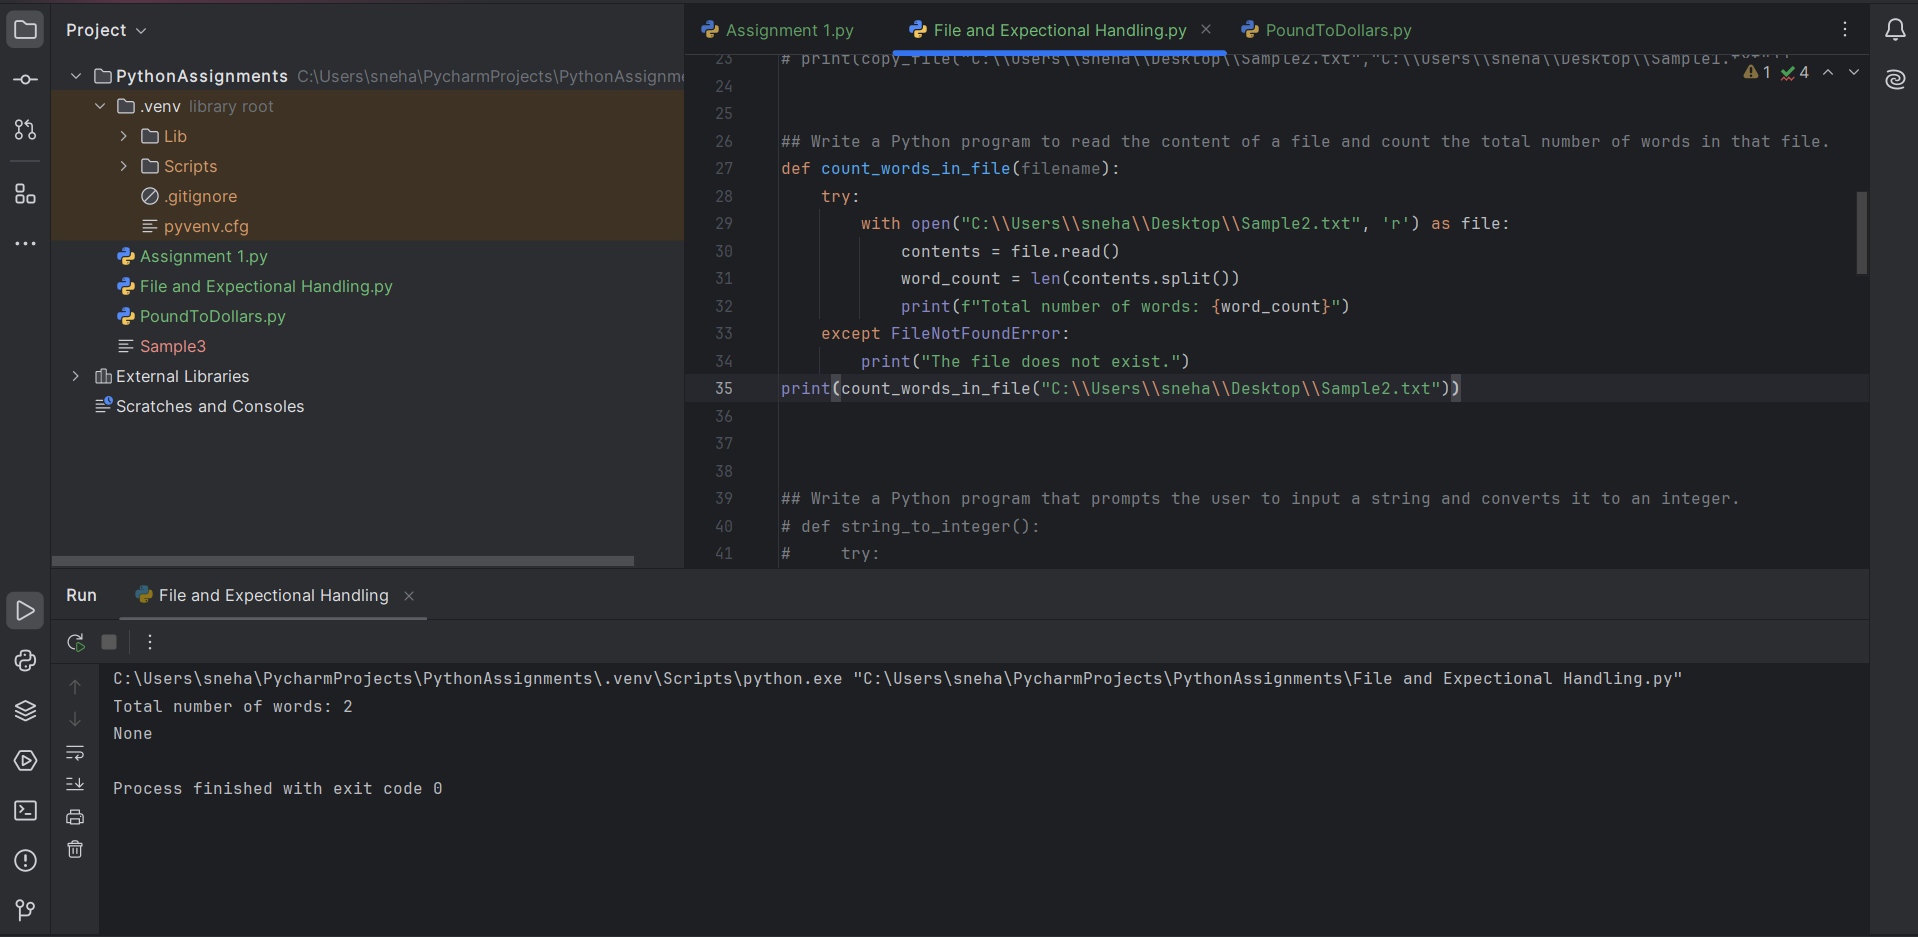 Project
PythonAssignments C:\Users\sneha\PycharmProjects\PythonAssignme
.venv library root
Lib
Scripts
.gitignore
pyvenv.cfg
Assignment 1.py
File and Expectional Handling.py
PoundToDollars.py
Sample3
External Libraries
Scratches and Consoles
Assignment 1.py File and Expectional Handling.py PoundToDollars.py
1 4
23 # print(copy_file("C:\\Users\\sneha\\Desktop\\Sample2.txt","C:\\Users\\sneha\\Desktop\\Sample1.txt"))
24
25
26 ## Write a Python program to read the content of a file and count the total number of words in that file.
27 def count_words_in_file(filename):
28 try:
29 with open("C:\\Users\\sneha\\Desktop\\Sample2.txt", 'r') as file:
30 contents = file.read()
31 word_count = len(contents.split())
32 print(f"Total number of words: {word_count}")
33 except FileNotFoundError:
34 print("The file does not exist.")
35 print(count_words_in_file("C:\\Users\\sneha\\Desktop\\Sample2.txt"))
36
37
38
39 ## Write a Python program that prompts the user to input a string and converts it to an integer.
40 # def string_to_integer():
41 # try:
Run File and Expectional Handling
C:\Users\sneha\PycharmProjects\PythonAssignments\.venv\Scripts\python.exe "C:\Users\sneha\PycharmProjects\PythonAssignments\File and Expectional Handling.py"
Total number of words: 2
None
Process finished with exit code 0